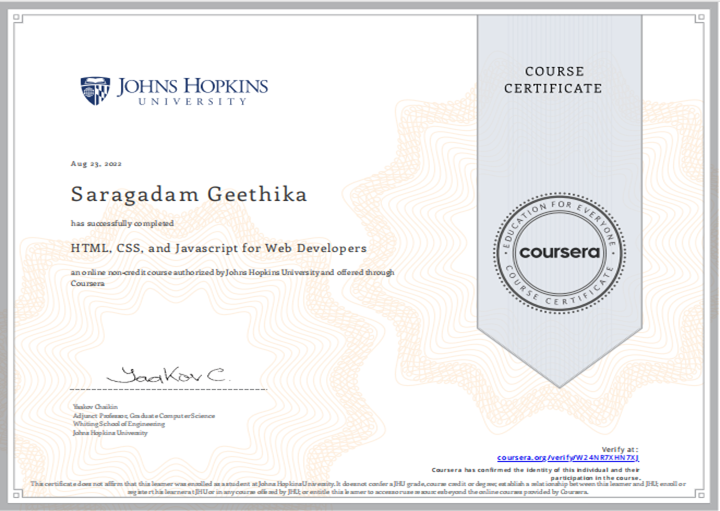 JOHNS HOPKINS
UNIVERSITY
COURSE
CERTIFICATE
Aug 23, 2022
Saragadam Geethika
has successfully completed
HTML, CSS, and Javascript for Web Developers
an online non-credit course authorized by Johns Hopkins University and offered through
Coursera
EDUCATION FOR EVERYONE
coursera
COURSE CERTIFICATE
Yaakov C.
Yaakov Chaikin
Adjunct Professor, Graduate Computer Science
Whiting School of Engineering
Johns Hopkins University
Verify at:
coursera.org/verify/W24NR7XHN7XJ
Coursera has confirmed the identity of this individual and their
participation in the course.
This certificate does not affirm that this learner was enrolled as a student at Johns Hopkins University. It does not confer a JHU grade, course credit or degree; establish a relationship between this learner and JHU; enroll or
register this learner at JHU or in any course offered by JHU; or entitle this learner to access or use resources beyond the online courses provided by Coursera.